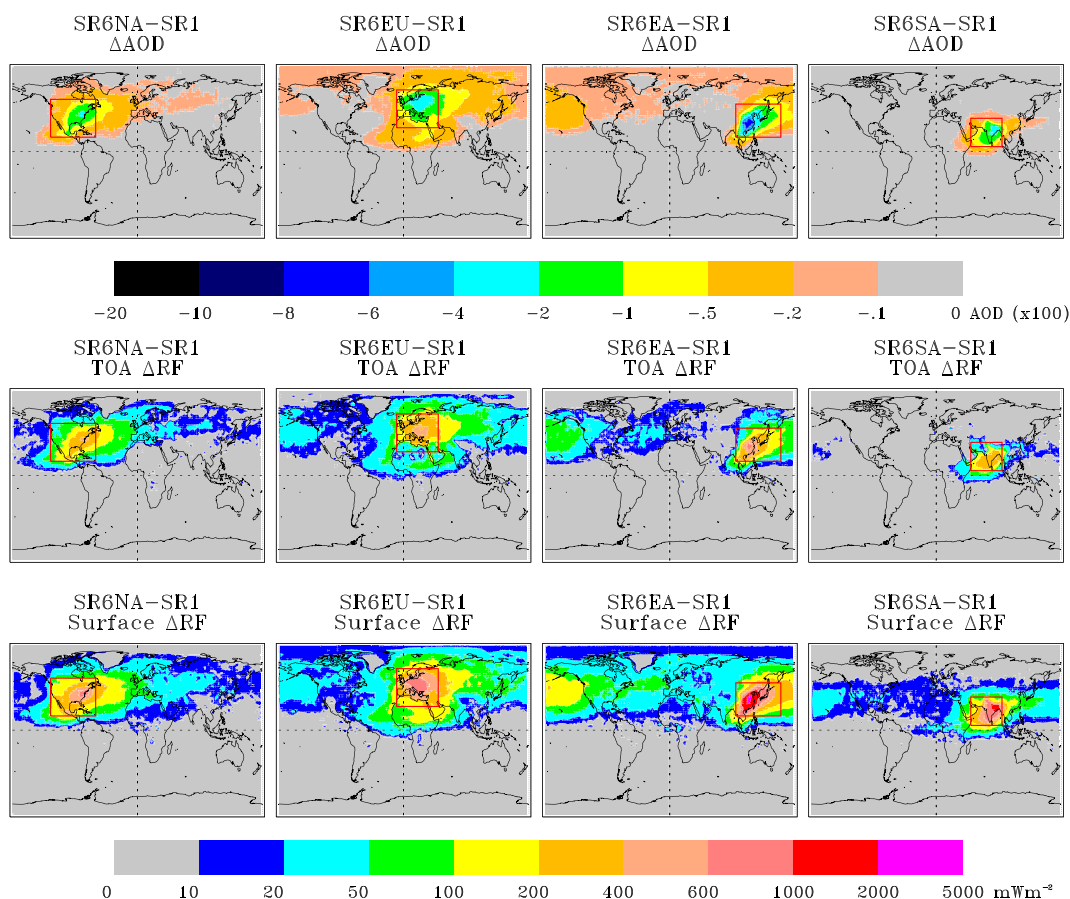 SR6NA−SR1 SR6EU−SR1 SR6EA−SR1 SR6SA−SR1
ΔAOD ΔAOD ΔAOD ΔAOD
−20 −10 −8 −6 −4 −2 −1 −.5 −.2 −.1 0 AOD (x100)
SR6NA−SR1 SR6EU−SR1 SR6EA−SR1 SR6SA−SR1
TOA ΔRF TOA ΔRF TOA ΔRF TOA ΔRF
SR6NA−SR1 SR6EU−SR1 SR6EA−SR1 SR6SA−SR1
Surface ΔRF Surface ΔRF Surface ΔRF Surface ΔRF
0 10 20 50 100 200 400 600 1000 2000 5000 mWm⁻²